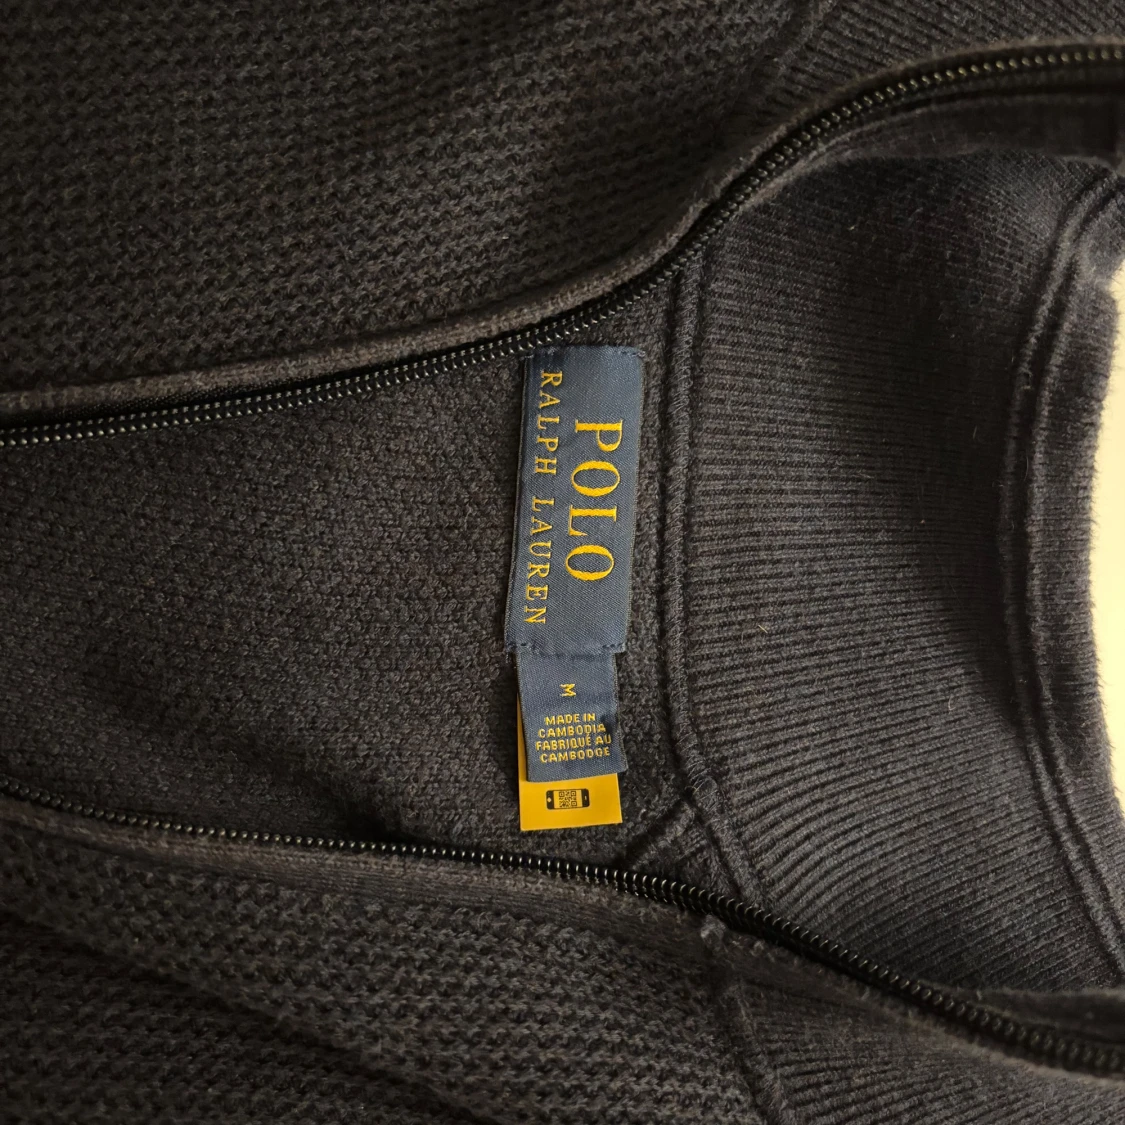 POLO
RALPH LAUREN
M
MADE IN
CAMBODIA
FABRIQUÉ AU
CAMBODGE